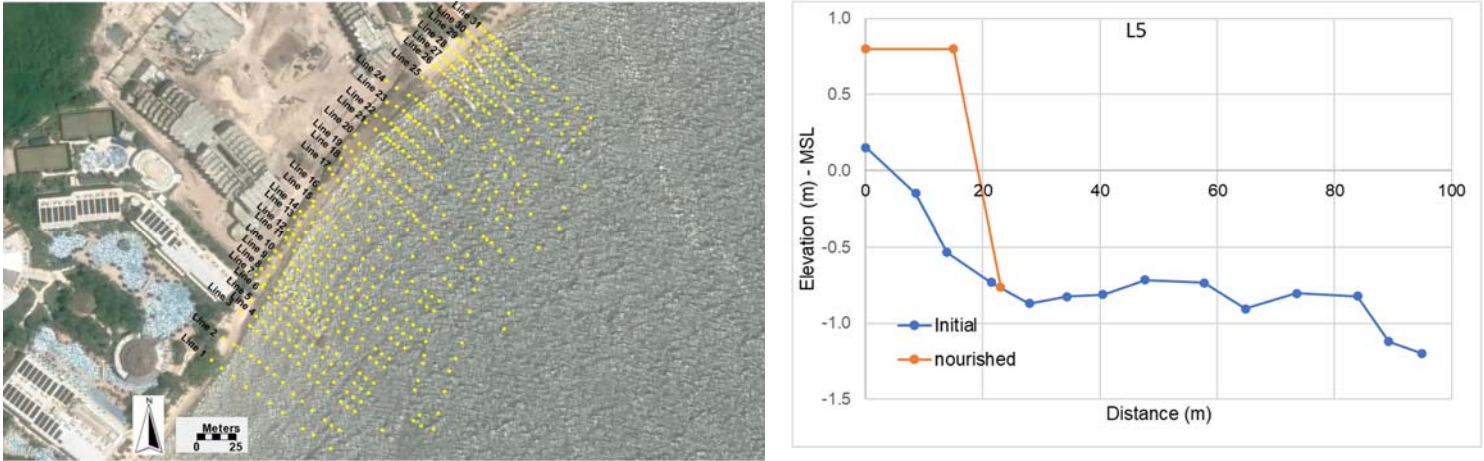 Line 31
Line 30
Line 29
Line 28
Line 27
Line 26
Line 25
Line 24
Line 23
Line 22
Line 21
Line 20
Line 19
Line 18
Line 17
Line 16
Line 15
Line 14
Line 13
Line 12
Line 11
Line 10
Line 9
Line 8
Line 7
Line 6
Line 5
Line 4
Line 3
Line 2
Line 1
N
Meters
0 25
L5
1.0
0.5
0.0
-0.5
-1.0
-1.5
0 20 40 60 80 100
Elevation (m) - MSL
Distance (m)
Initial
nourished